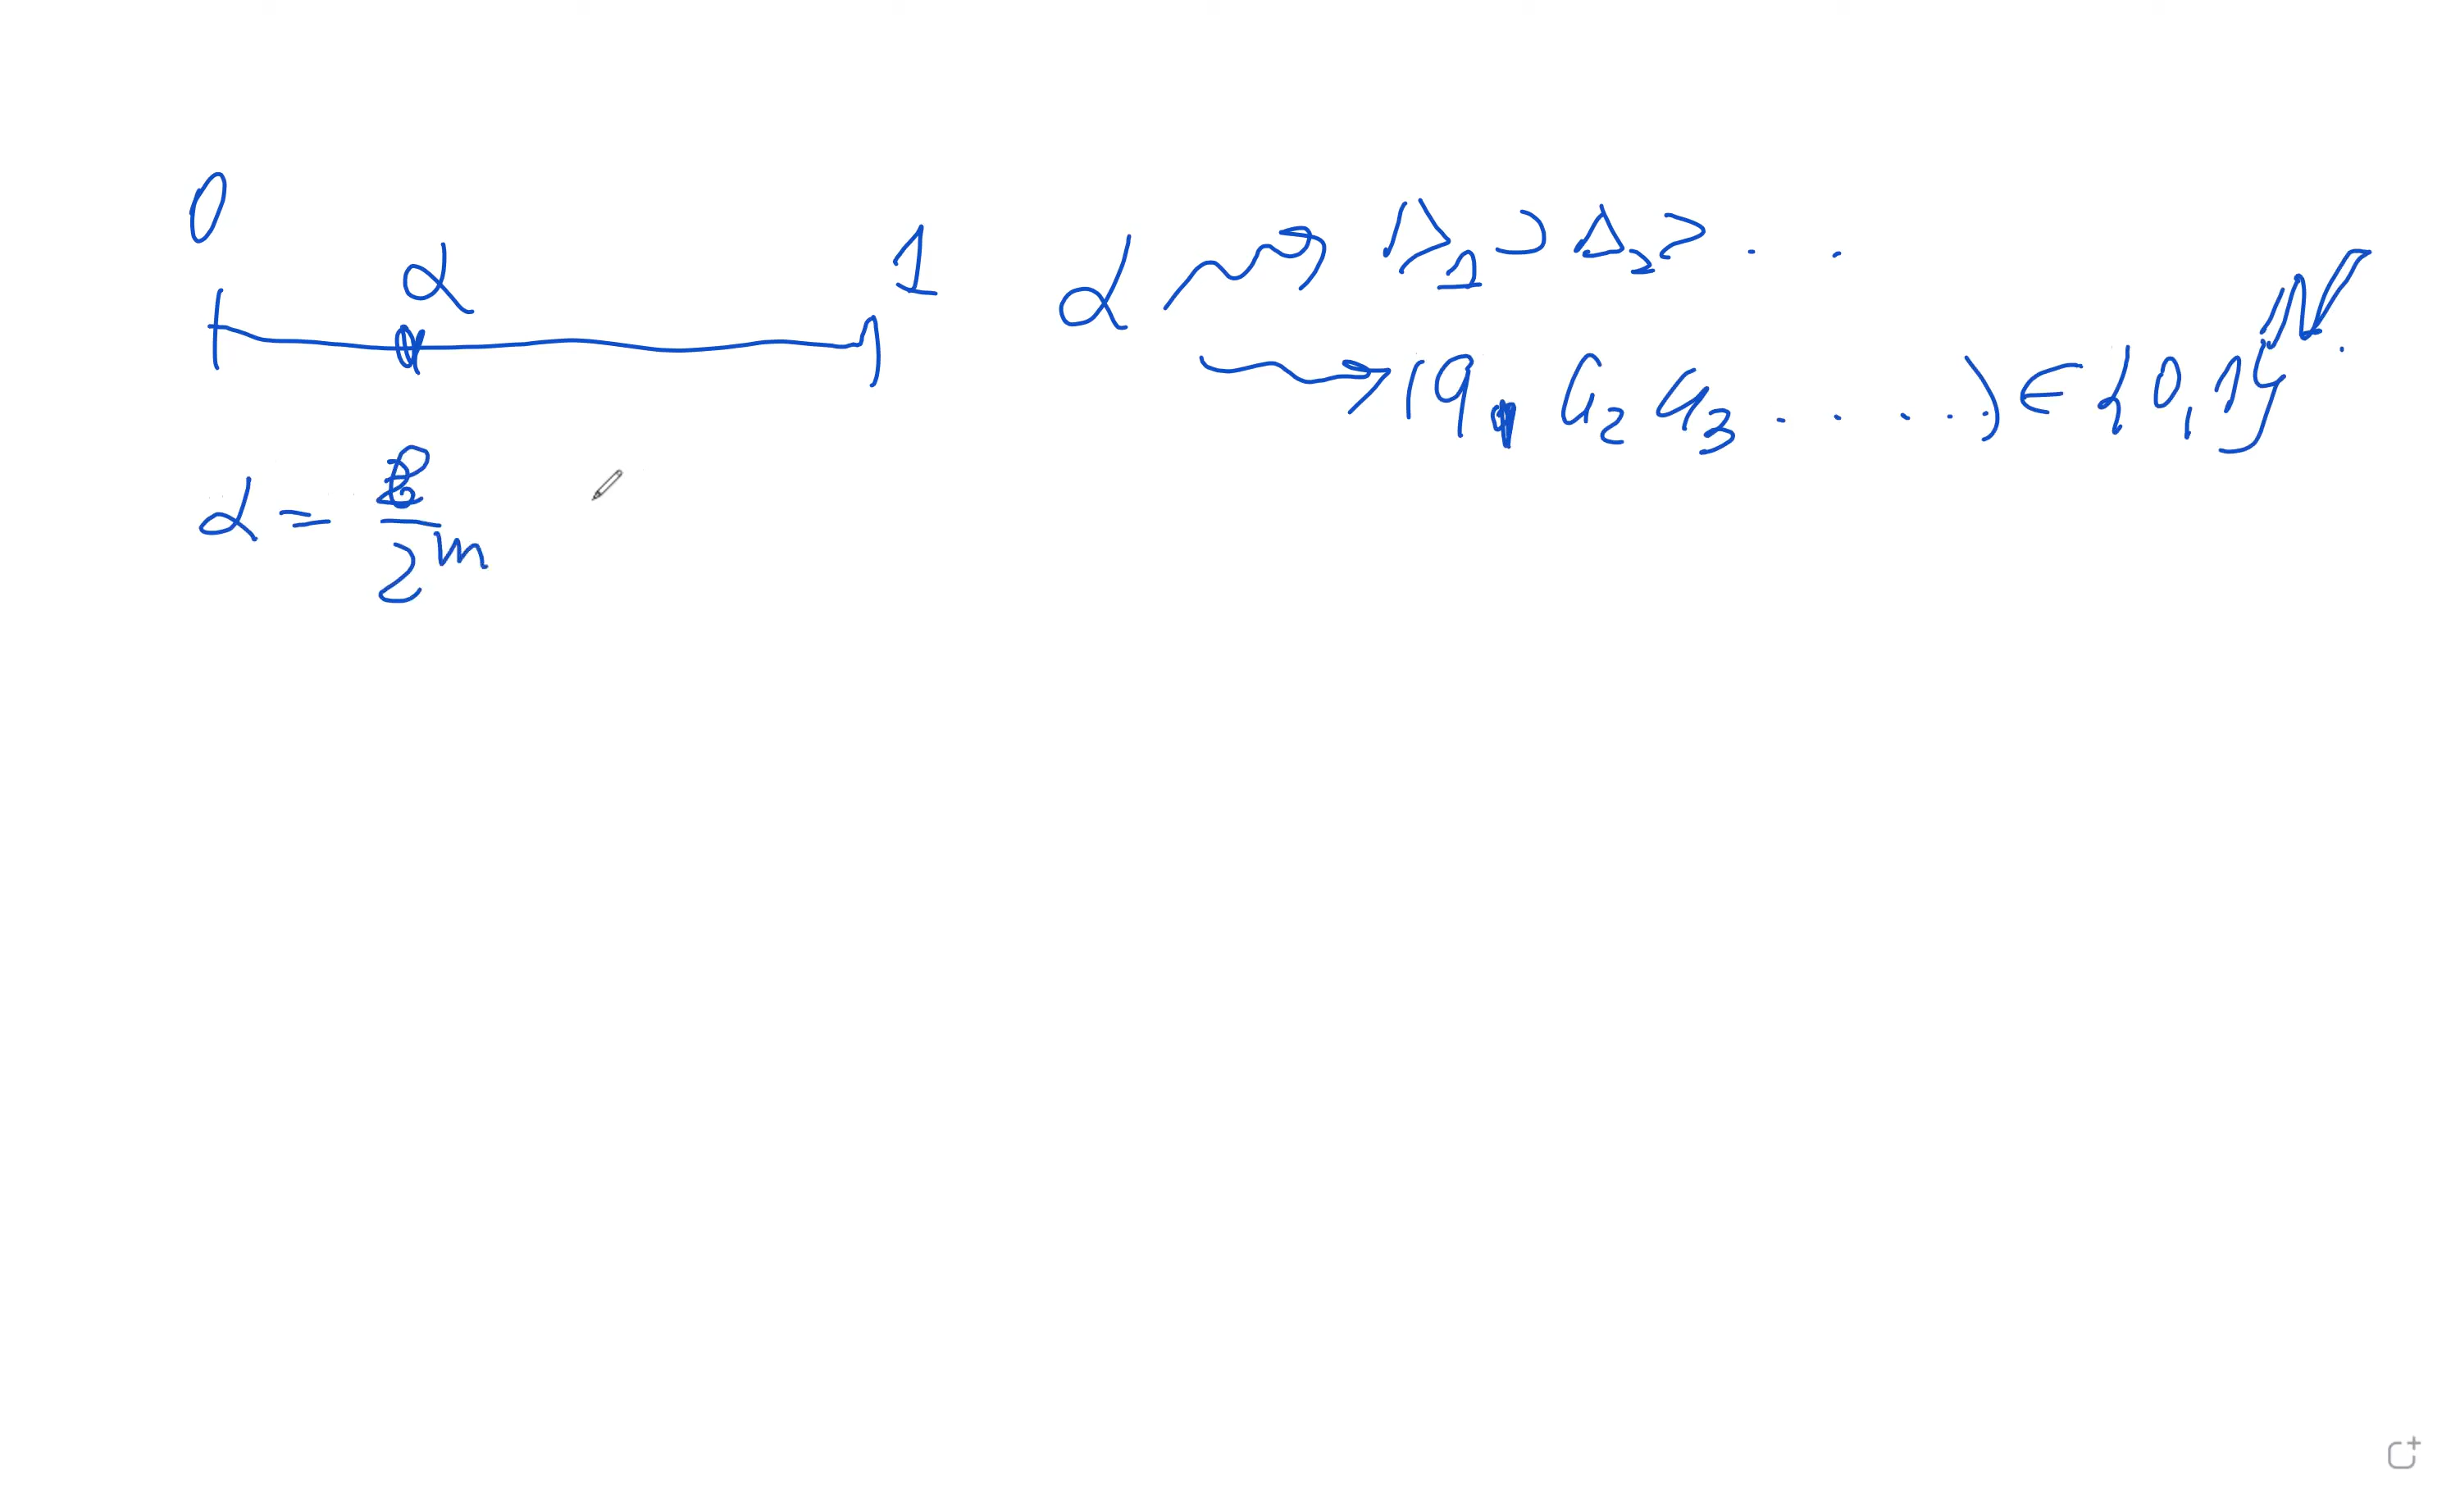 0 α 1
α ⇝ Δ₁ ⊃ Δ₂ ⊃ . .
⇝ (a₁ a₂ a₃ . . . . .) ∈ {0,1}^ℕ.
α = — 2^m